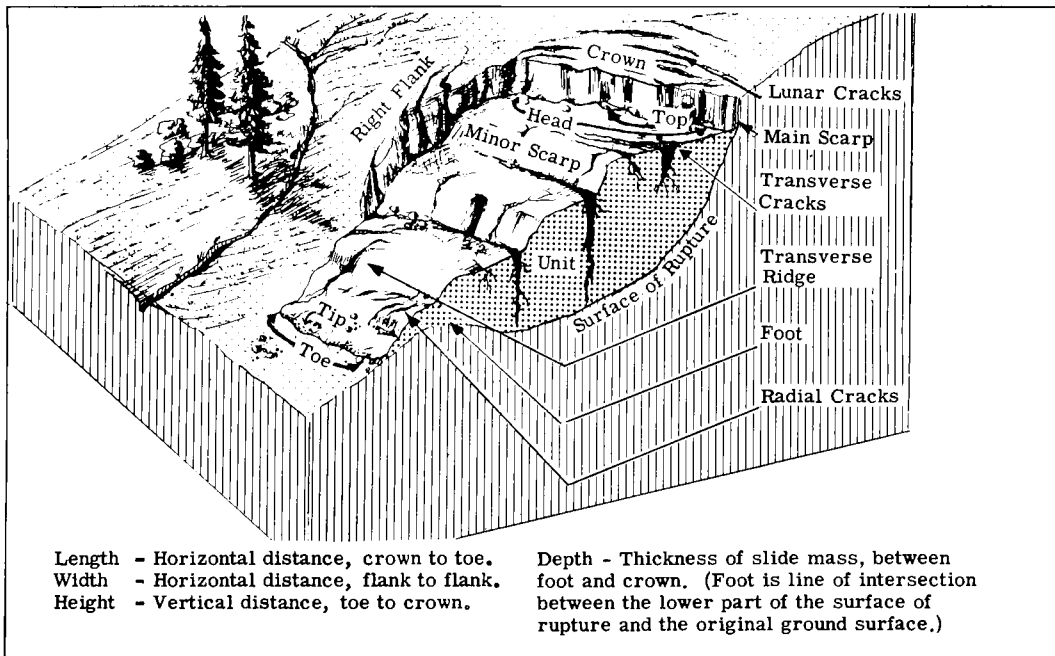 Crown
Right Flank
Lunar Cracks
Head
Top
Main Scarp
Minor Scarp
Transverse
Cracks
Unit
Surface of Rupture
Transverse
Ridge
Tip
Foot
Toe
Radial Cracks
Length - Horizontal distance, crown to toe.
Width - Horizontal distance, flank to flank.
Height - Vertical distance, toe to crown.
Depth - Thickness of slide mass, between
foot and crown. (Foot is line of intersection
between the lower part of the surface of
rupture and the original ground surface.)